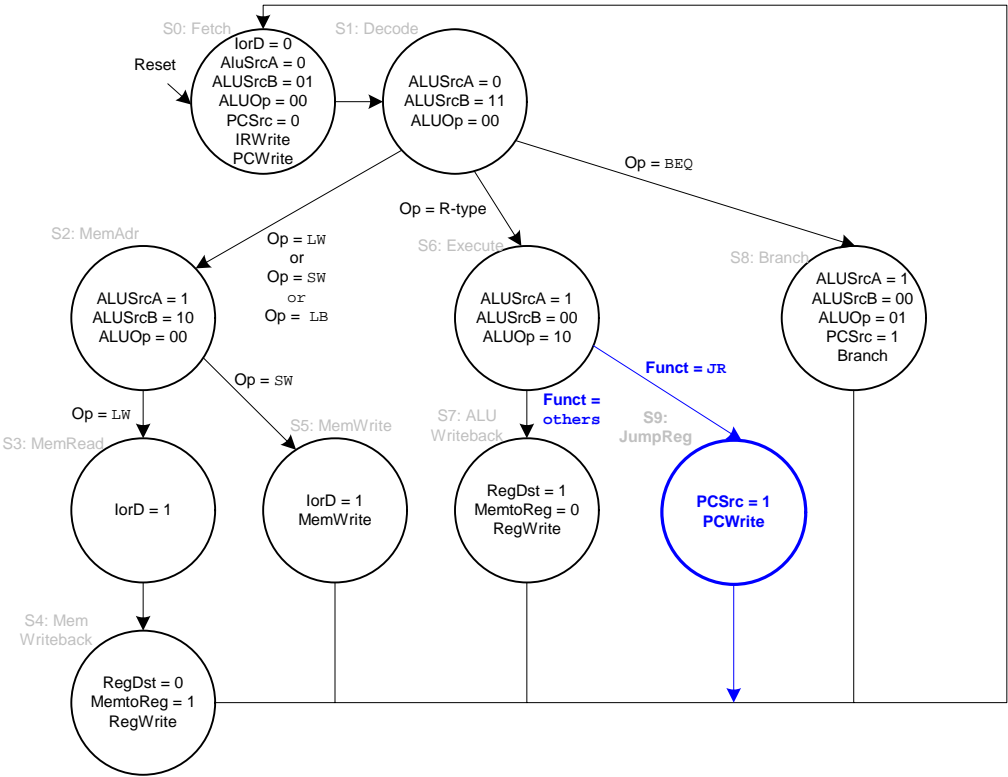 S0: Fetch
IorD = 0
AluSrcA = 0
ALUSrcB = 01
ALUOp = 00
PCSrc = 0
IRWrite
PCWrite
Reset
S1: Decode
ALUSrcA = 0
ALUSrcB = 11
ALUOp = 00
Op = BEQ
Op = R-type
Op = LW
or
Op = SW
or
Op = LB
S2: MemAdr
ALUSrcA = 1
ALUSrcB = 10
ALUOp = 00
S6: Execute
ALUSrcA = 1
ALUSrcB = 00
ALUOp = 10
S8: Branch
ALUSrcA = 1
ALUSrcB = 00
ALUOp = 01
PCSrc = 1
Branch
Op = SW
Op = LW
Funct = JR
Funct =
others
S3: MemRead
IorD = 1
S5: MemWrite
IorD = 1
MemWrite
S7: ALU
Writeback
RegDst = 1
MemtoReg = 0
RegWrite
S9:
JumpReg
PCSrc = 1
PCWrite
S4: Mem
Writeback
RegDst = 0
MemtoReg = 1
RegWrite